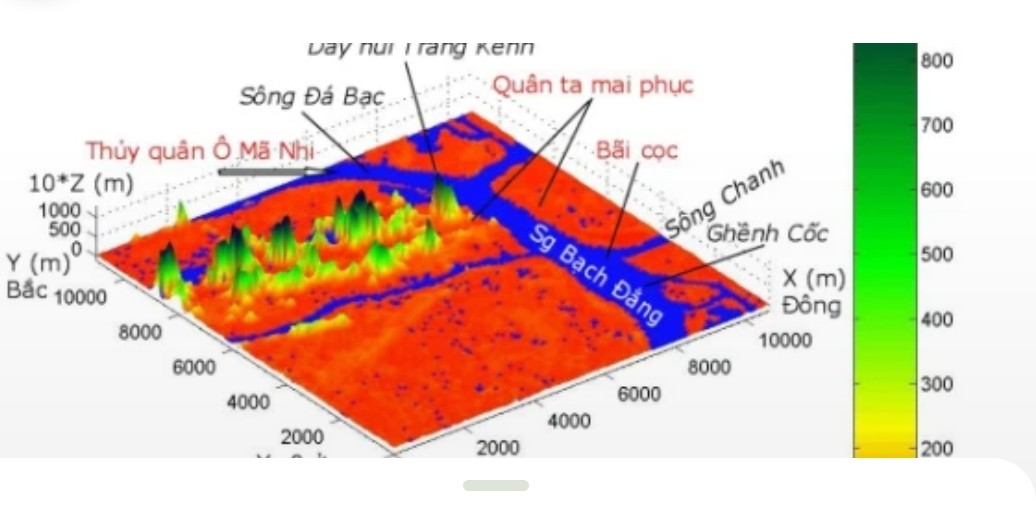 Dãy núi Tràng Kênh
800
Sông Đá Bạc
Quân ta mai phục
700
Thủy quân Ô Mã Nhi
Bãi cọc
10*Z (m)
600
1000
500
0
Sông Chanh
Ghềnh Cốc
Sg Bạch Đằng
500
Y (m)
Bắc
10000
X (m)
Đông
8000
10000
400
6000
8000
4000
6000
300
2000
4000
2000
200